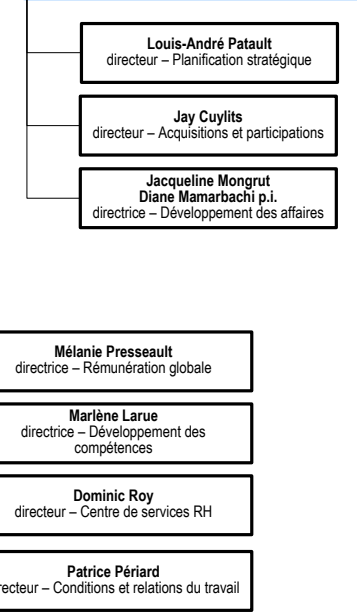 Louis-André Patault
directeur – Planification stratégique
Jay Cuylits
directeur – Acquisitions et participations
Jacqueline Mongrut
Diane Mamarbachi p.i.
directrice – Développement des affaires
Mélanie Presseault
directrice – Rémunération globale
Marlène Larue
directrice – Développement des
compétences
Dominic Roy
directeur – Centre de services RH
Patrice Périard
recteur – Conditions et relations du travail